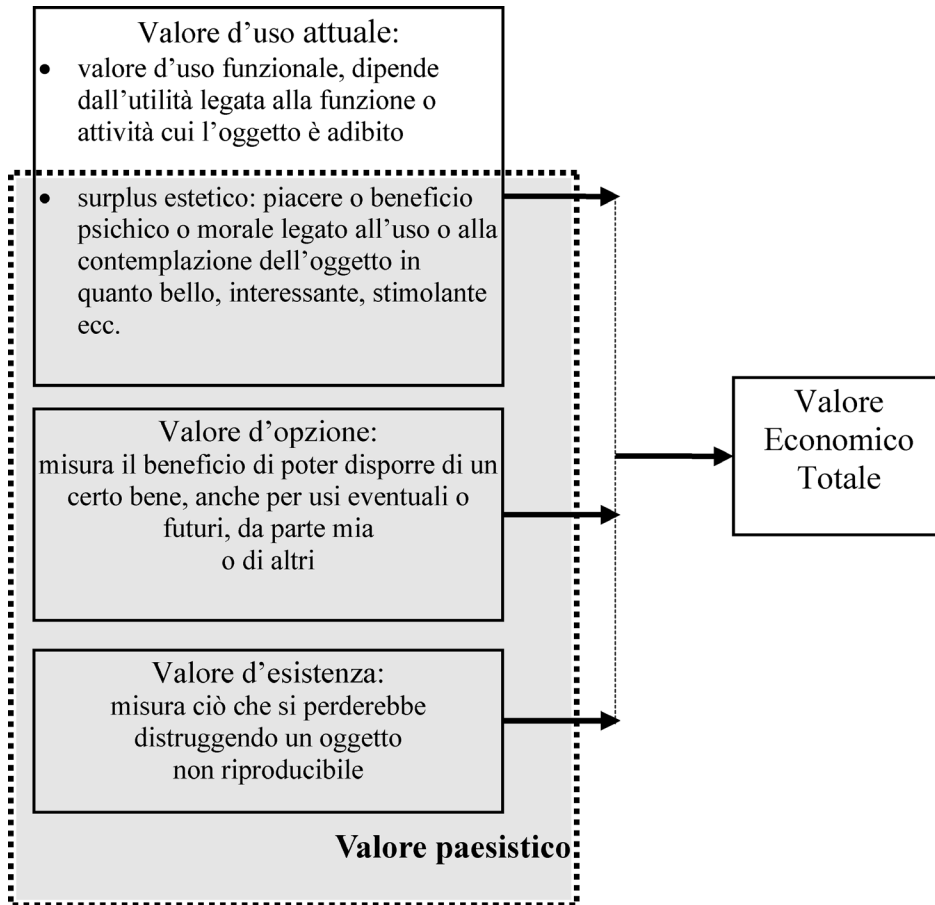 Valore d’uso attuale:
• valore d’uso funzionale, dipende
dall’utilità legata alla funzione o
attività cui l’oggetto è adibito
• surplus estetico: piacere o beneficio
psichico o morale legato all’uso o alla
contemplazione dell’oggetto in
quanto bello, interessante, stimolante
ecc.
Valore d’opzione:
misura il beneficio di poter disporre di un
certo bene, anche per usi eventuali o
futuri, da parte mia
o di altri
Valore d’esistenza:
misura ciò che si perderebbe
distruggendo un oggetto
non riproducibile
Valore paesistico
Valore
Economico
Totale